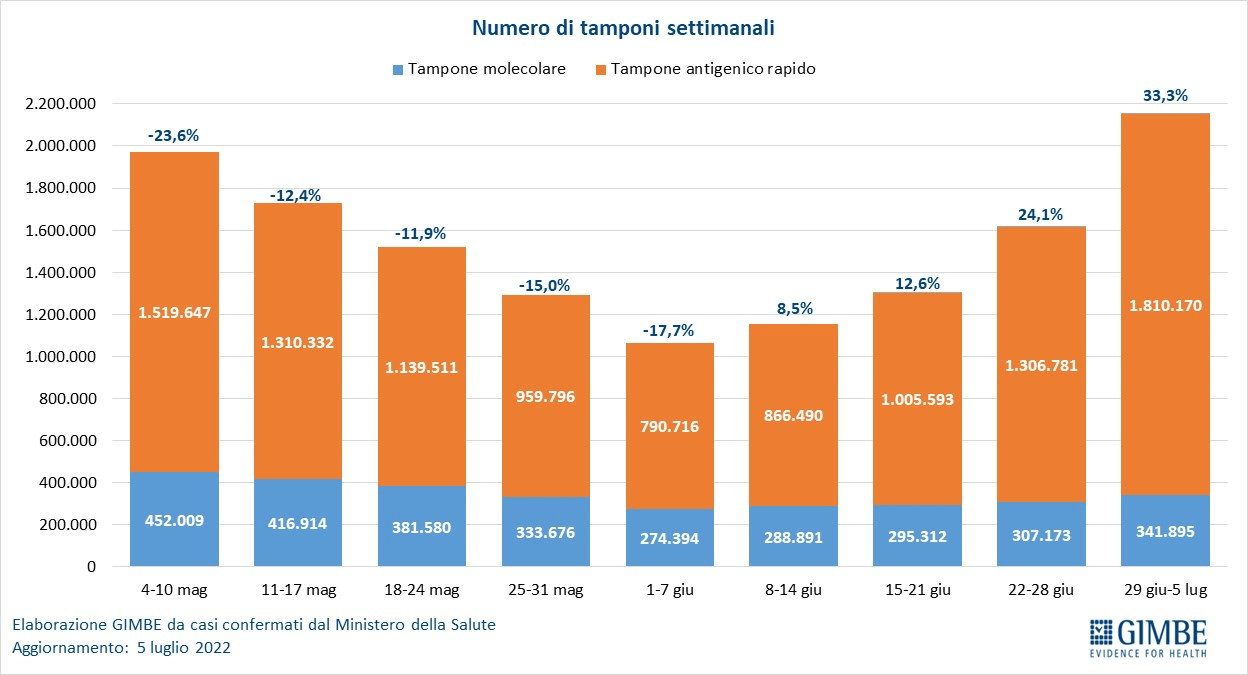 Numero di tamponi settimanali
Tampone molecolare Tampone antigenico rapido
2.200.000
2.000.000
1.800.000
1.600.000
1.400.000
1.200.000
1.000.000
800.000
600.000
400.000
200.000
0
-23,6% -12,4% -11,9% -15,0% -17,7% 8,5% 12,6% 24,1% 33,3%
1.519.647 1.310.332 1.139.511 959.796 790.716 866.490 1.005.593 1.306.781 1.810.170
452.009 416.914 381.580 333.676 274.394 288.891 295.312 307.173 341.895
4-10 mag 11-17 mag 18-24 mag 25-31 mag 1-7 giu 8-14 giu 15-21 giu 22-28 giu 29 giu-5 lug
Elaborazione GIMBE da casi confermati dal Ministero della Salute
Aggiornamento: 5 luglio 2022
GIMBE
EVIDENCE FOR HEALTH